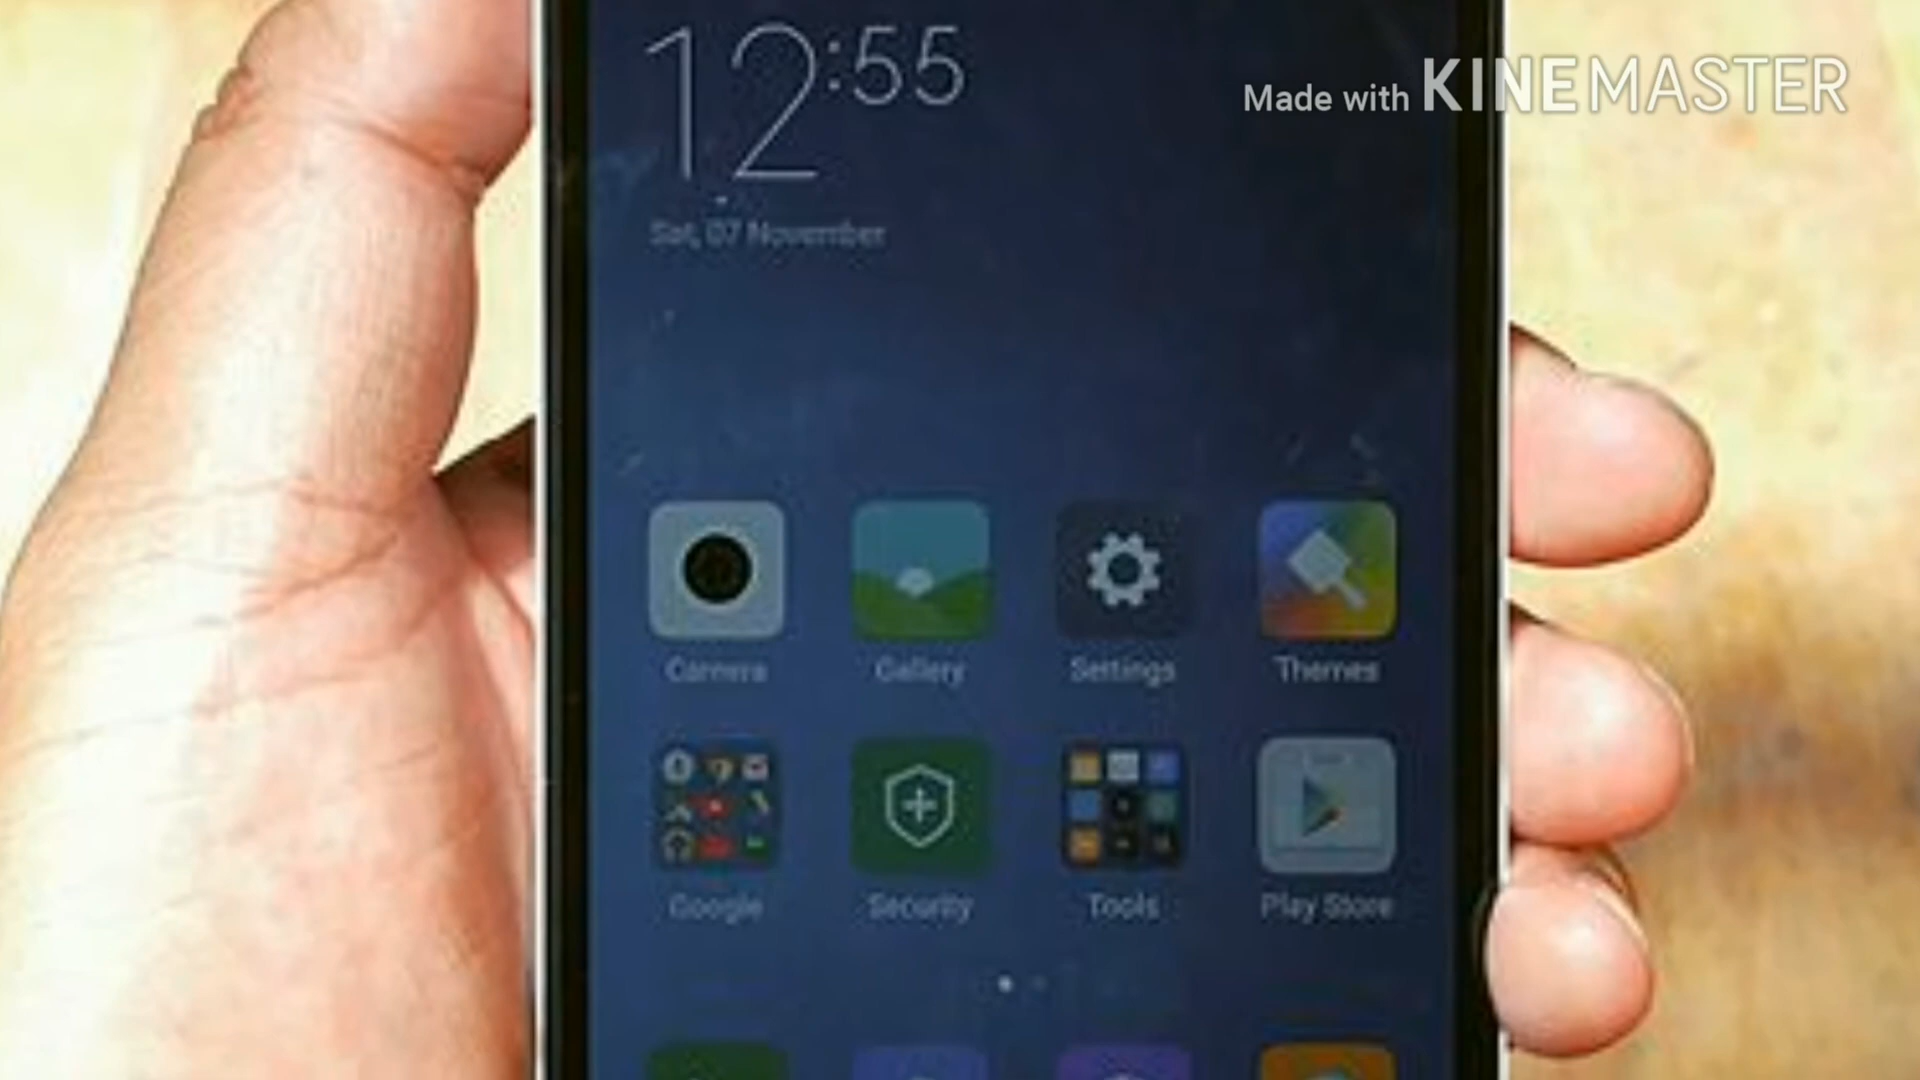 12:55
Made with KINEMASTER
Sat, 07 November
Camera
Gallery
Settings
Themes
Google
Security
Tools
Play Store